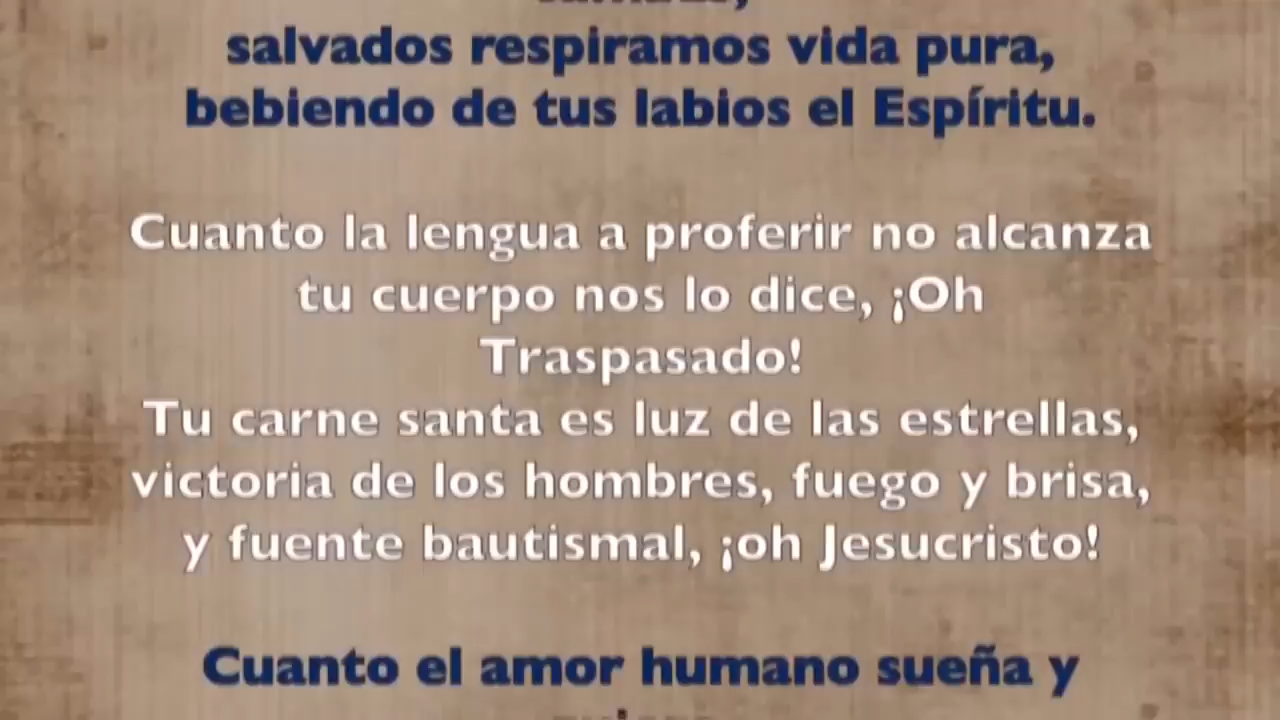 salvados respiramos vida pura,
bebiendo de tus labios el Espíritu.
Cuanto la lengua a proferir no alcanza
tu cuerpo nos lo dice, ¡Oh
Traspasado!
Tu carne santa es luz de las estrellas,
victoria de los hombres, fuego y brisa,
y fuente bautismal, ¡oh Jesucristo!
Cuanto el amor humano sueña y